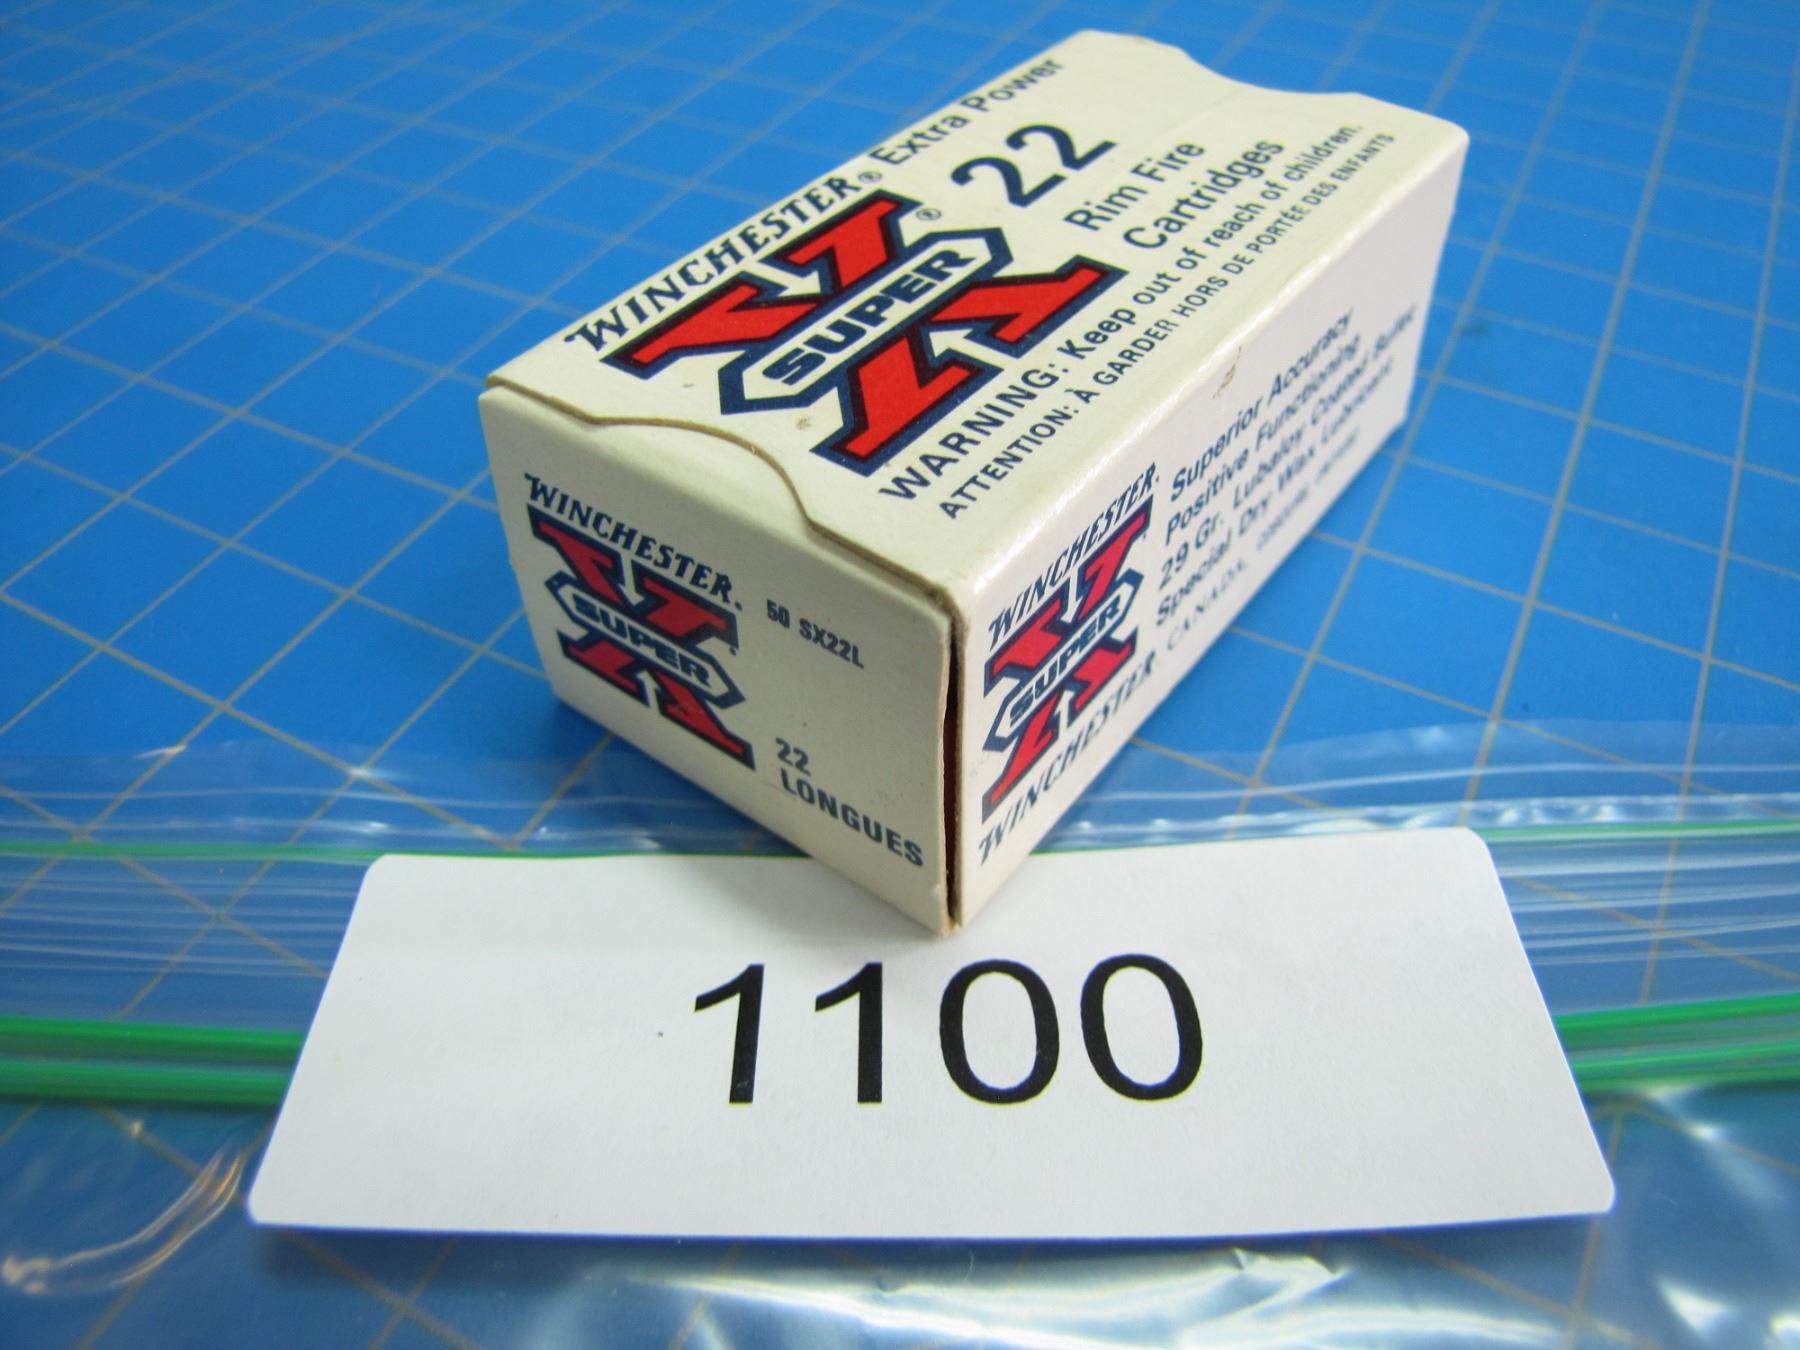 WINCHESTER® Extra Power
SUPER X®
22
Rim Fire
Cartridges
WARNING: Keep out of reach of children.
ATTENTION: À GARDER HORS DE PORTÉE DES ENFANTS
WINCHESTER
SUPER X
50 SX22L
22
LONGUES
WINCHESTER
SUPER X
Superior Accuracy
Positive Functioning
29 Gr. Lubaloy Coated Bullet
Special Dry Wax Lubricant
WINCHESTER CANADA,
1100